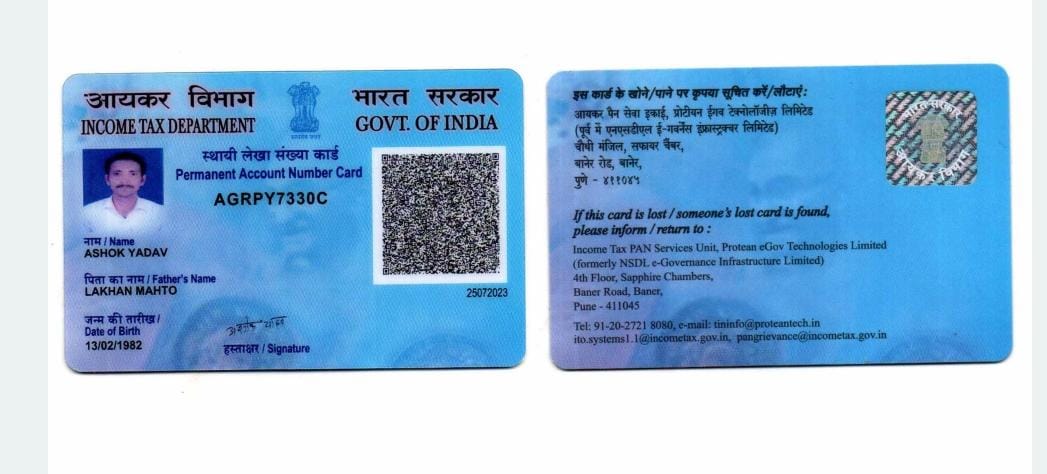 आयकर विभाग
INCOME TAX DEPARTMENT
भारत सरकार
GOVT. OF INDIA
स्थायी लेखा संख्या कार्ड
Permanent Account Number Card
AGRPY7330C
नाम / Name
ASHOK YADAV
पिता का नाम / Father's Name
LAKHAN MAHTO
25072023
जन्म की तारीख /
Date of Birth
13/02/1982
अशोक यादव
हस्ताक्षर / Signature
इस कार्ड के खोने/पाने पर कृपया सूचित करें/लौटाएं :
आयकर पैन सेवा इकाई, प्रोटीयन ईगव टेक्नोलॉजीज़ लिमिटेड
(पूर्व में एनएसडीएल ई-गवर्नेंस इंफ्रास्ट्रक्चर लिमिटेड)
चौथी मंजिल, सफायर चैंबर,
बानेर रोड, बानेर,
पुणे - ४११०४५
भारत सरकार
आयकर विभाग
If this card is lost / someone's lost card is found,
please inform / return to :
Income Tax PAN Services Unit, Protean eGov Technologies Limited
(formerly NSDL e-Governance Infrastructure Limited)
4th Floor, Sapphire Chambers,
Baner Road, Baner,
Pune - 411045
Tel: 91-20-2721 8080, e-mail: tininfo@proteantech.in
ito.systems1.1@incometax.gov.in, pangrievance@incometax.gov.in